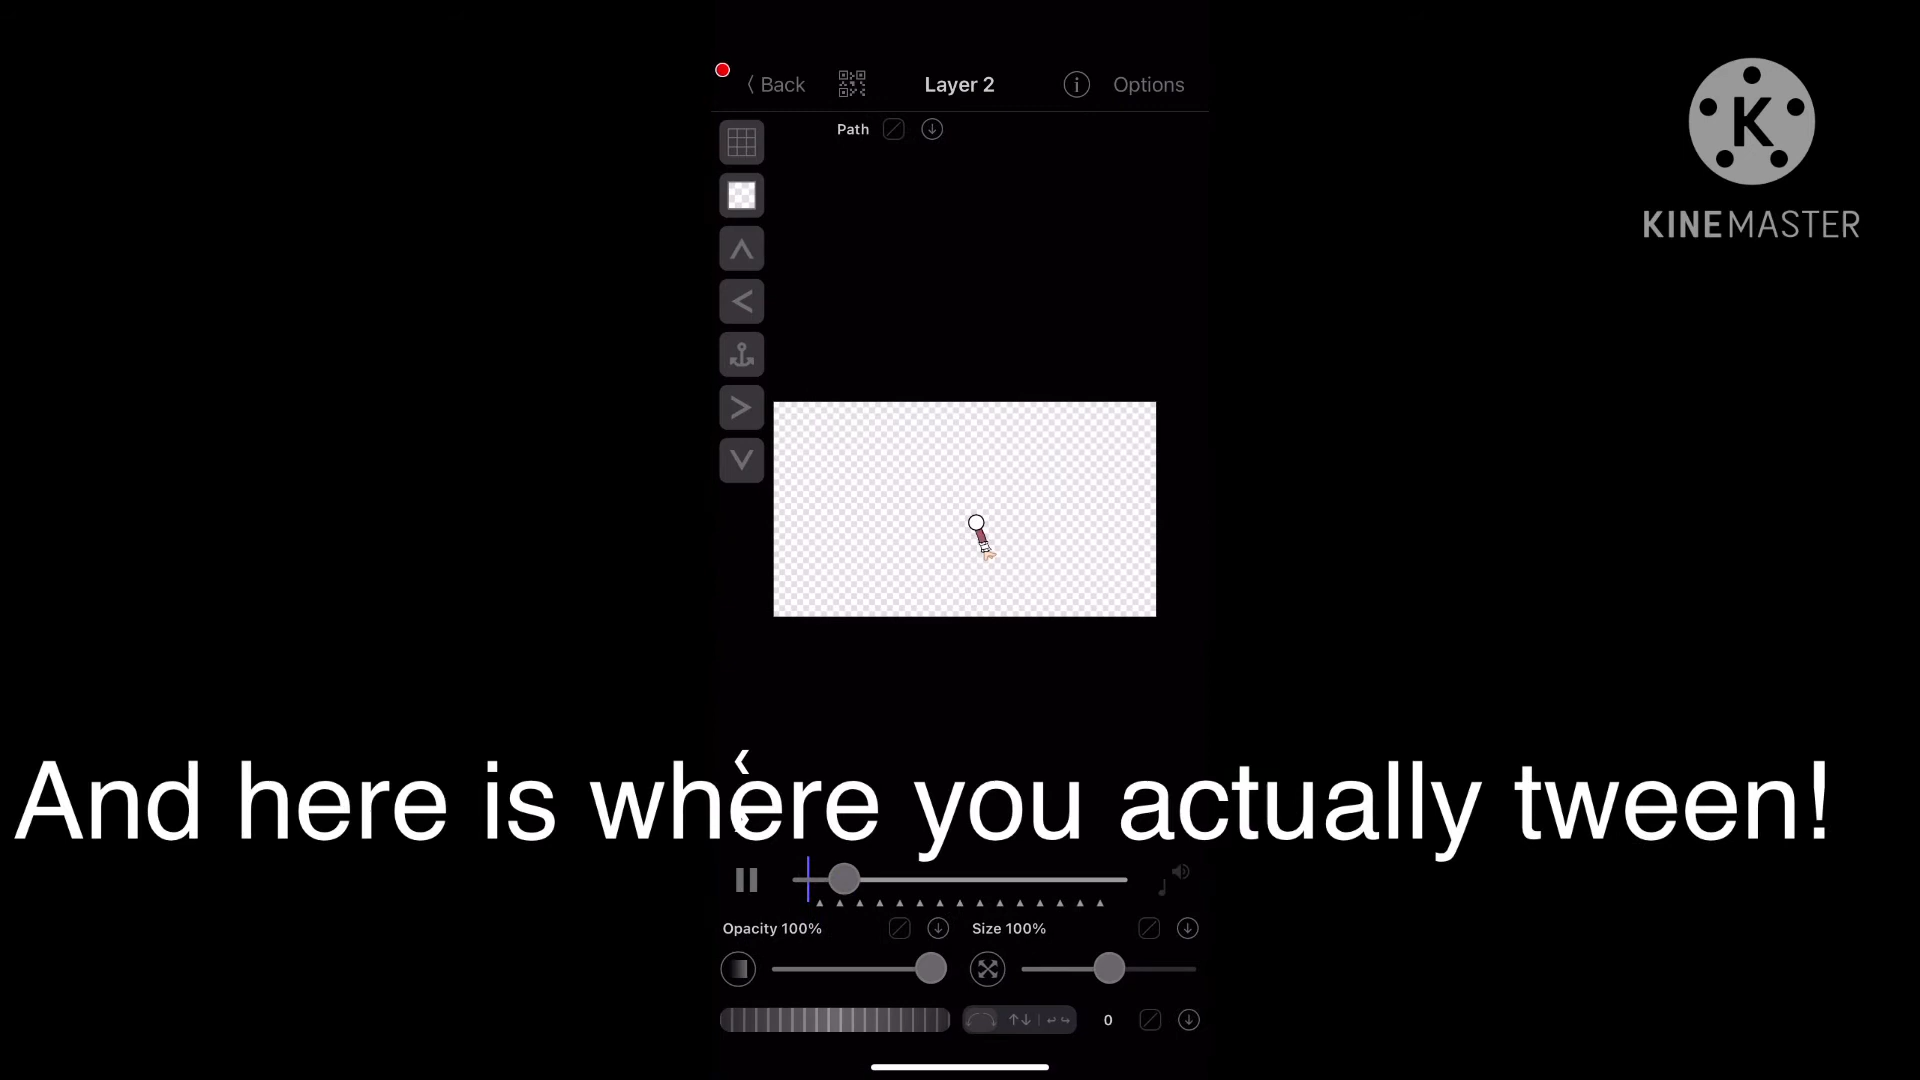 Back
Layer 2
Options
Path
K
KINEMASTER
And here is where you actually tween!
Opacity 100%
Size 100%
0